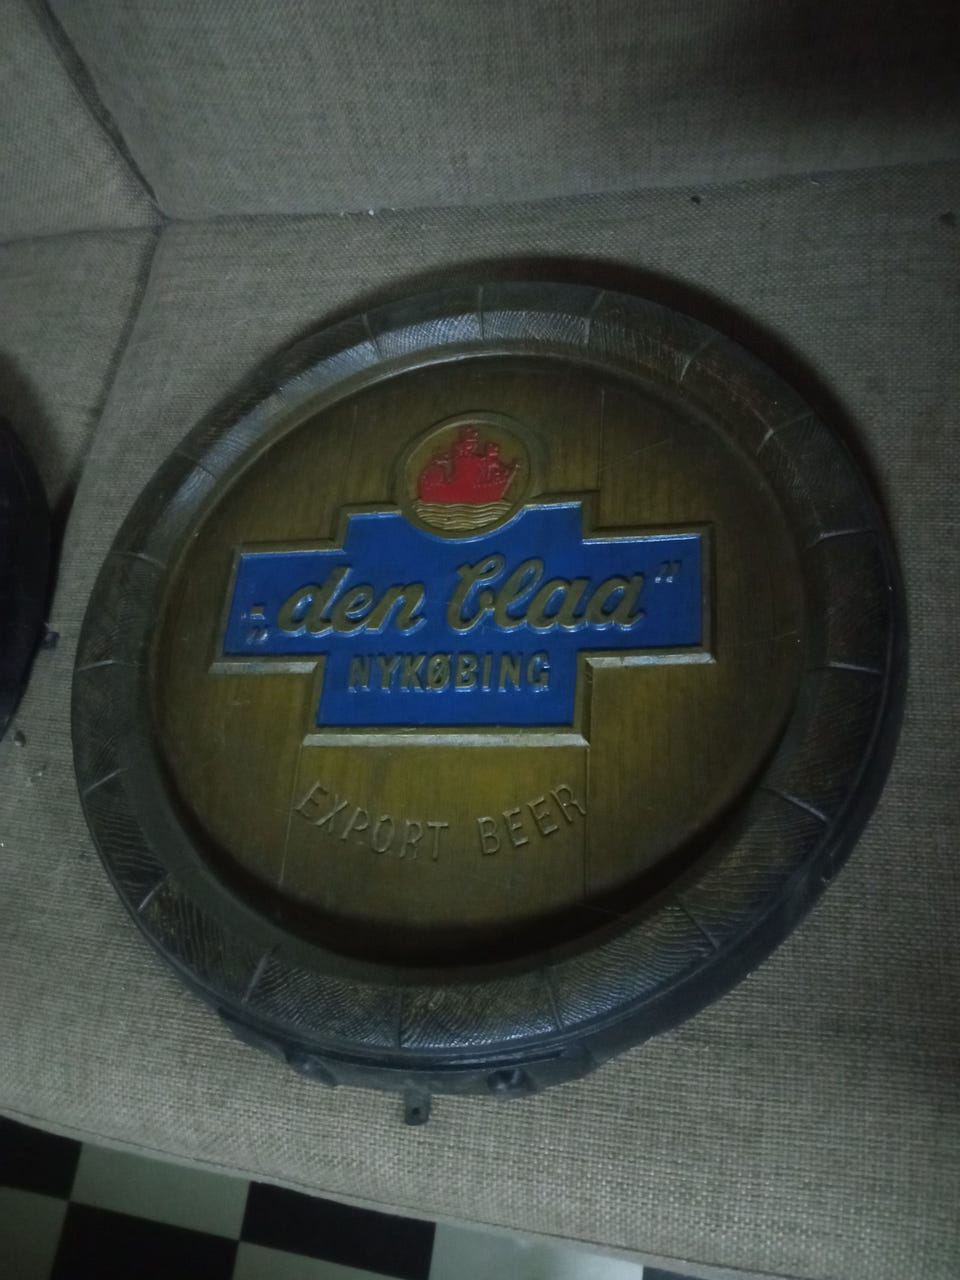 „den blaa”
NYKØBING
EXPORT BEER